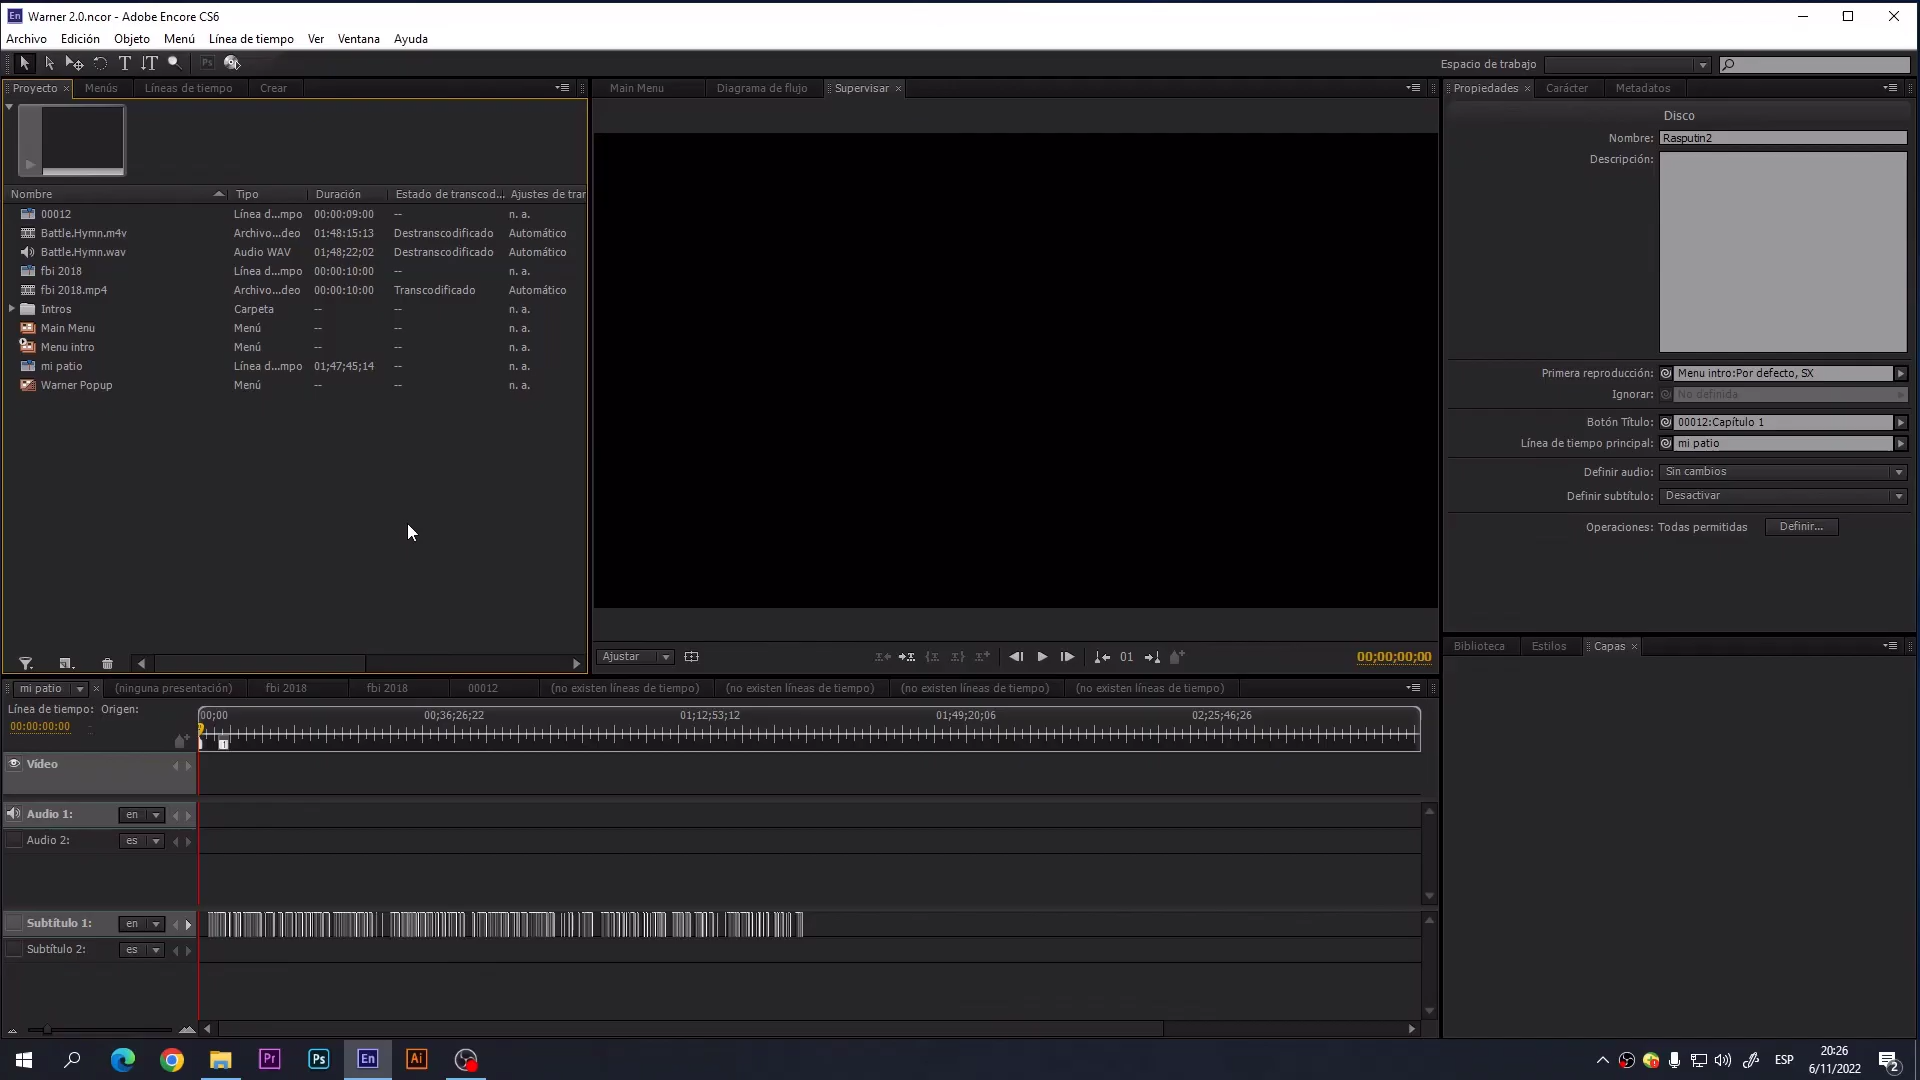 En Warner 2.0.ncor - Adobe Encore CS6
Archivo Edición Objeto Menú Línea de tiempo Ver Ventana Ayuda
Ps Espacio de trabajo
Proyecto × Menús Líneas de tiempo Crear
Nombre Tipo Duración Estado de transcod... Ajustes de trar
00012 Línea d...mpo 00:00:09:00 -- n. a.
Battle.Hymn.m4v Archivo...deo 01:48:15:13 Destranscodificado Automático
Battle.Hymn.wav Audio WAV 01;48;22;02 Destranscodificado Automático
fbi 2018 Línea d...mpo 00:00:10:00 -- n. a.
fbi 2018.mp4 Archivo...deo 00:00:10:00 Transcodificado Automático
Intros Carpeta -- -- n. a.
Main Menu Menú -- -- n. a.
Menu intro Menú -- -- n. a.
mi patio Línea d...mpo 01;47;45;14 -- n. a.
Warner Popup Menú -- -- n. a.
Main Menu Diagrama de flujo Supervisar ×
Ajustar 01 00;00;00;00
Propiedades × Carácter Metadatos
Disco
Nombre: Rasputin2
Descripción:
Primera reproducción: Menu intro:Por defecto, SX
Ignorar: No definida
Botón Título: 00012:Capítulo 1
Línea de tiempo principal: mi patio
Definir audio: Sin cambios
Definir subtítulo: Desactivar
Operaciones: Todas permitidas Definir...
Biblioteca Estilos Capas ×
mi patio × (ninguna presentación) fbi 2018 fbi 2018 00012 (no existen líneas de tiempo) (no existen líneas de tiempo) (no existen líneas de tiempo) (no existen líneas de tiempo)
Línea de tiempo: Origen:
00:00:00:00 -
00;00 00;36;26;22 01;12;53;12 01;49;20;06 02;25;46;26
1
Vídeo
Audio 1: en
Audio 2: es
Subtítulo 1: en
Subtítulo 2: es
Pr Ps En Ai
ESP
20:26
6/11/2022
2